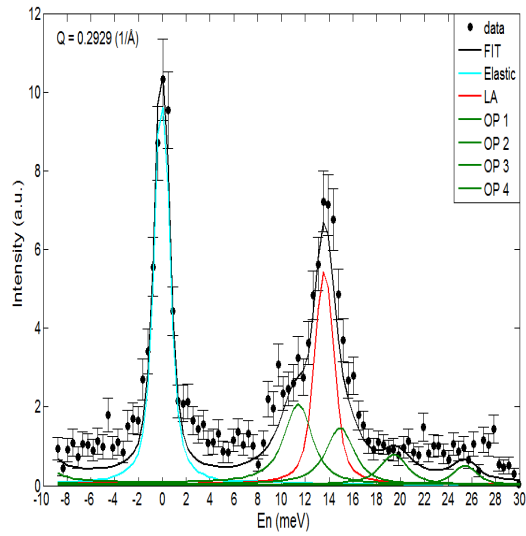 Q = 0.2929 (1/Å)
data
FIT
Elastic
LA
OP 1
OP 2
OP 3
OP 4
Intensity (a.u.)
12
10
8
6
4
2
0
-10 -8 -6 -4 -2 0 2 4 6 8 10 12 14 16 18 20 22 24 26 28 30
En (meV)